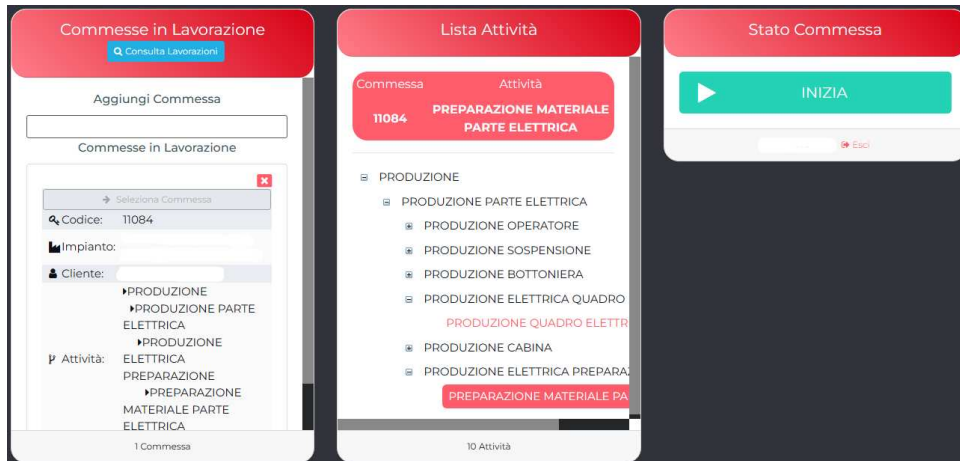 Commesse in Lavorazione
Consulta Lavorazioni
Aggiungi Commessa
Commesse in Lavorazione
Seleziona Commessa
Codice: 11084
Impianto:
Cliente:
Attività:
PRODUZIONE
PRODUZIONE PARTE
ELETTRICA
PRODUZIONE
ELETTRICA
PREPARAZIONE
PREPARAZIONE
MATERIALE PARTE
ELETTRICA
1 Commessa
Lista Attività
Commessa Attività
11084 PREPARAZIONE MATERIALE
PARTE ELETTRICA
PRODUZIONE
PRODUZIONE PARTE ELETTRICA
PRODUZIONE OPERATORE
PRODUZIONE SOSPENSIONE
PRODUZIONE BOTTONIERA
PRODUZIONE ELETTRICA QUADRO
PRODUZIONE QUADRO ELETTR
PRODUZIONE CABINA
PRODUZIONE ELETTRICA PREPARAZ
PREPARAZIONE MATERIALE PA
10 Attività
Stato Commessa
INIZIA
Esci